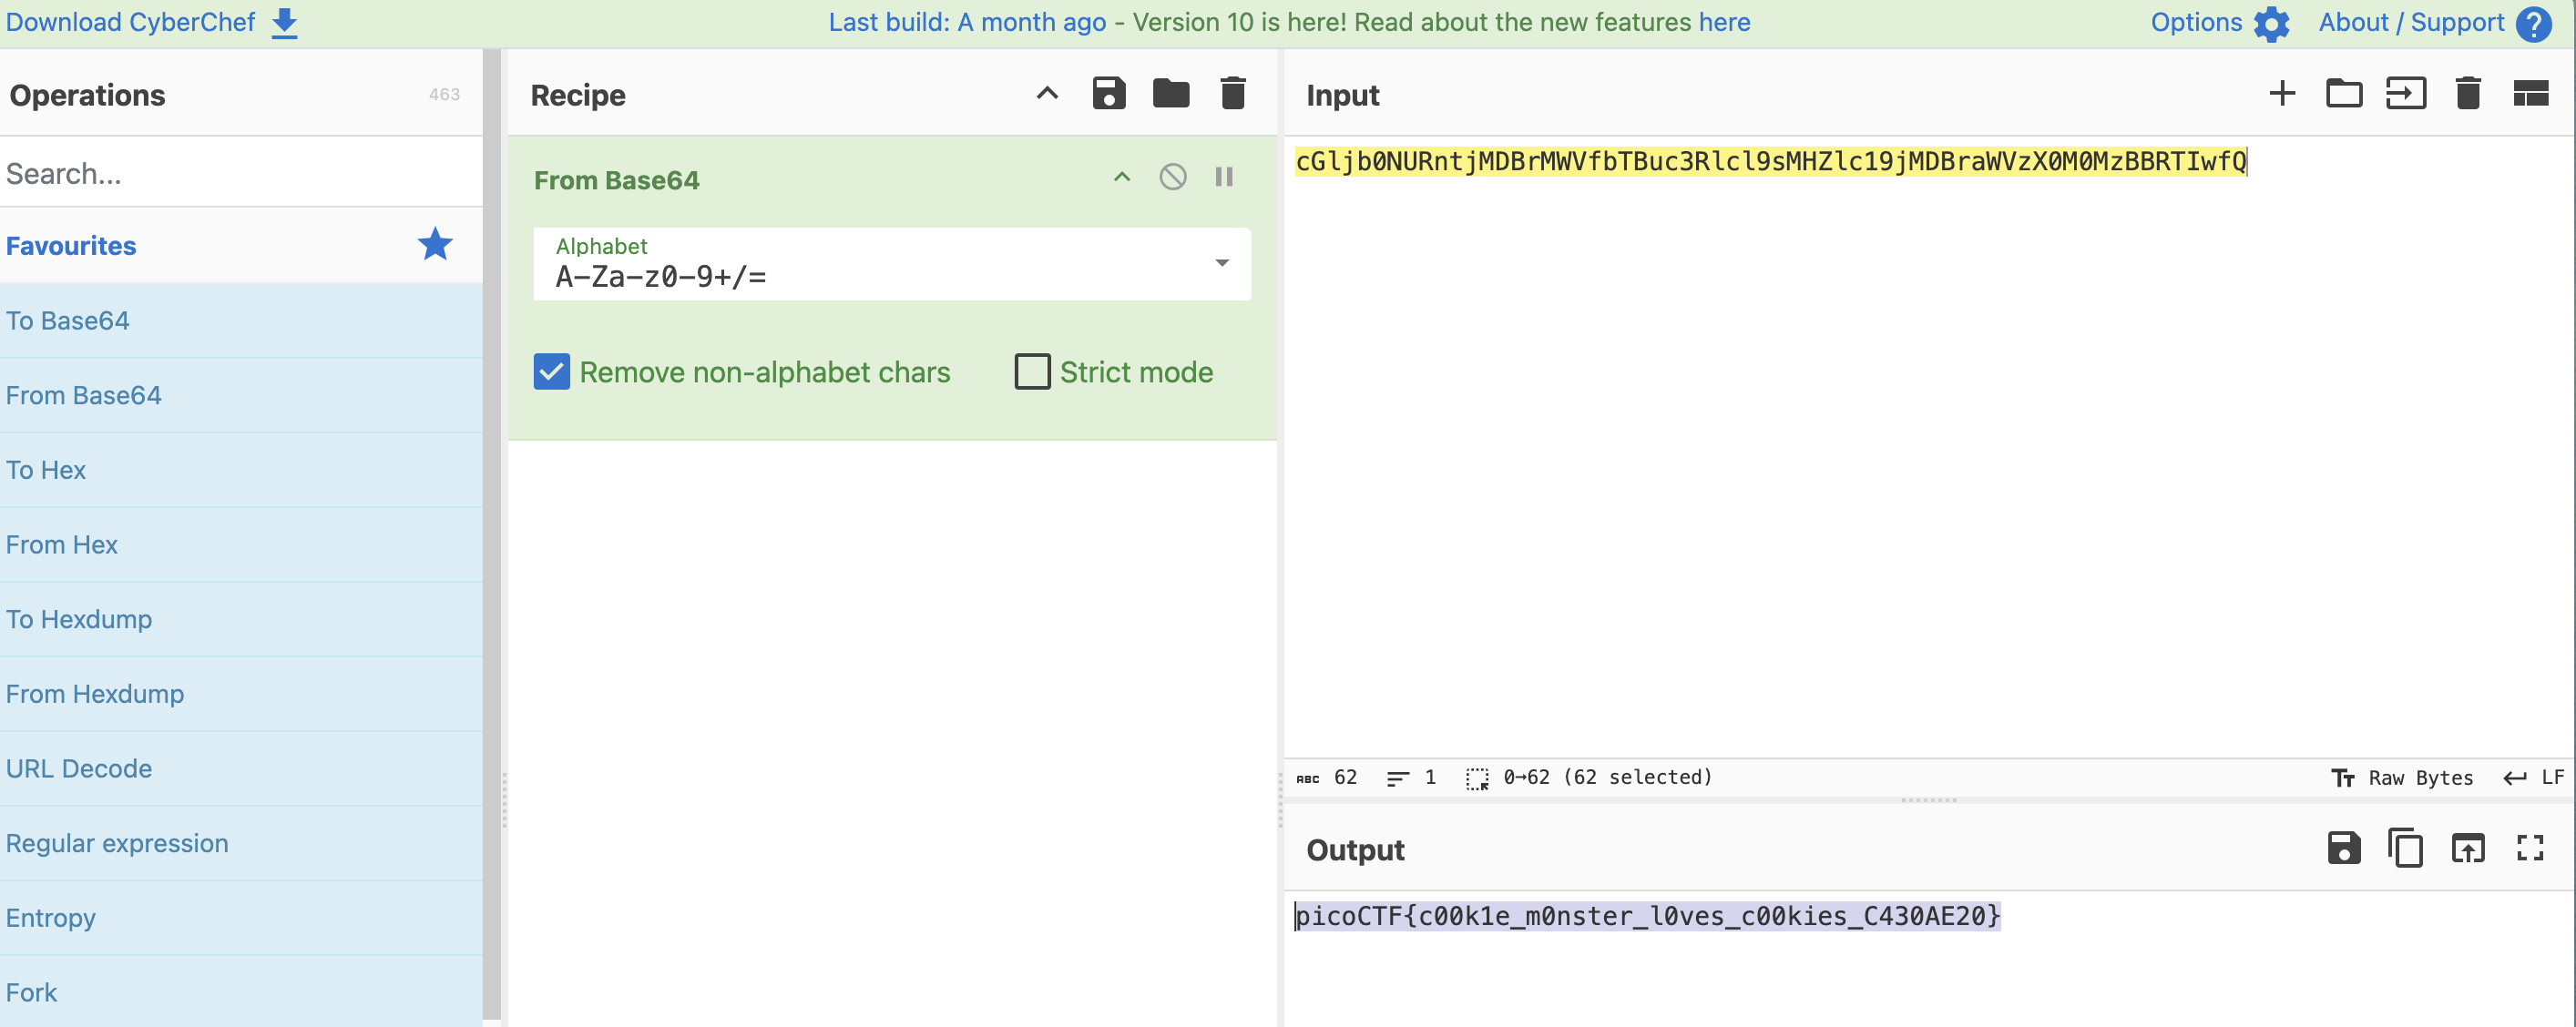 Download CyberChef
Last build: A month ago - Version 10 is here! Read about the new features here
Options
About / Support
Operations
463
Search...
Favourites
To Base64
From Base64
To Hex
From Hex
To Hexdump
From Hexdump
URL Decode
Regular expression
Entropy
Fork
Recipe
From Base64
Alphabet
A-Za-z0-9+/=
Remove non-alphabet chars
Strict mode
Input
cGljb0NURntjMDBrMWVfbTBuc3Rlcl9sMHZlc19jMDBraWVzX0M0MzBBRTIwfQ
ABC 62
1
0→62 (62 selected)
Tт Raw Bytes
LF
Output
picoCTF{c00k1e_m0nster_l0ves_c00kies_C430AE20}